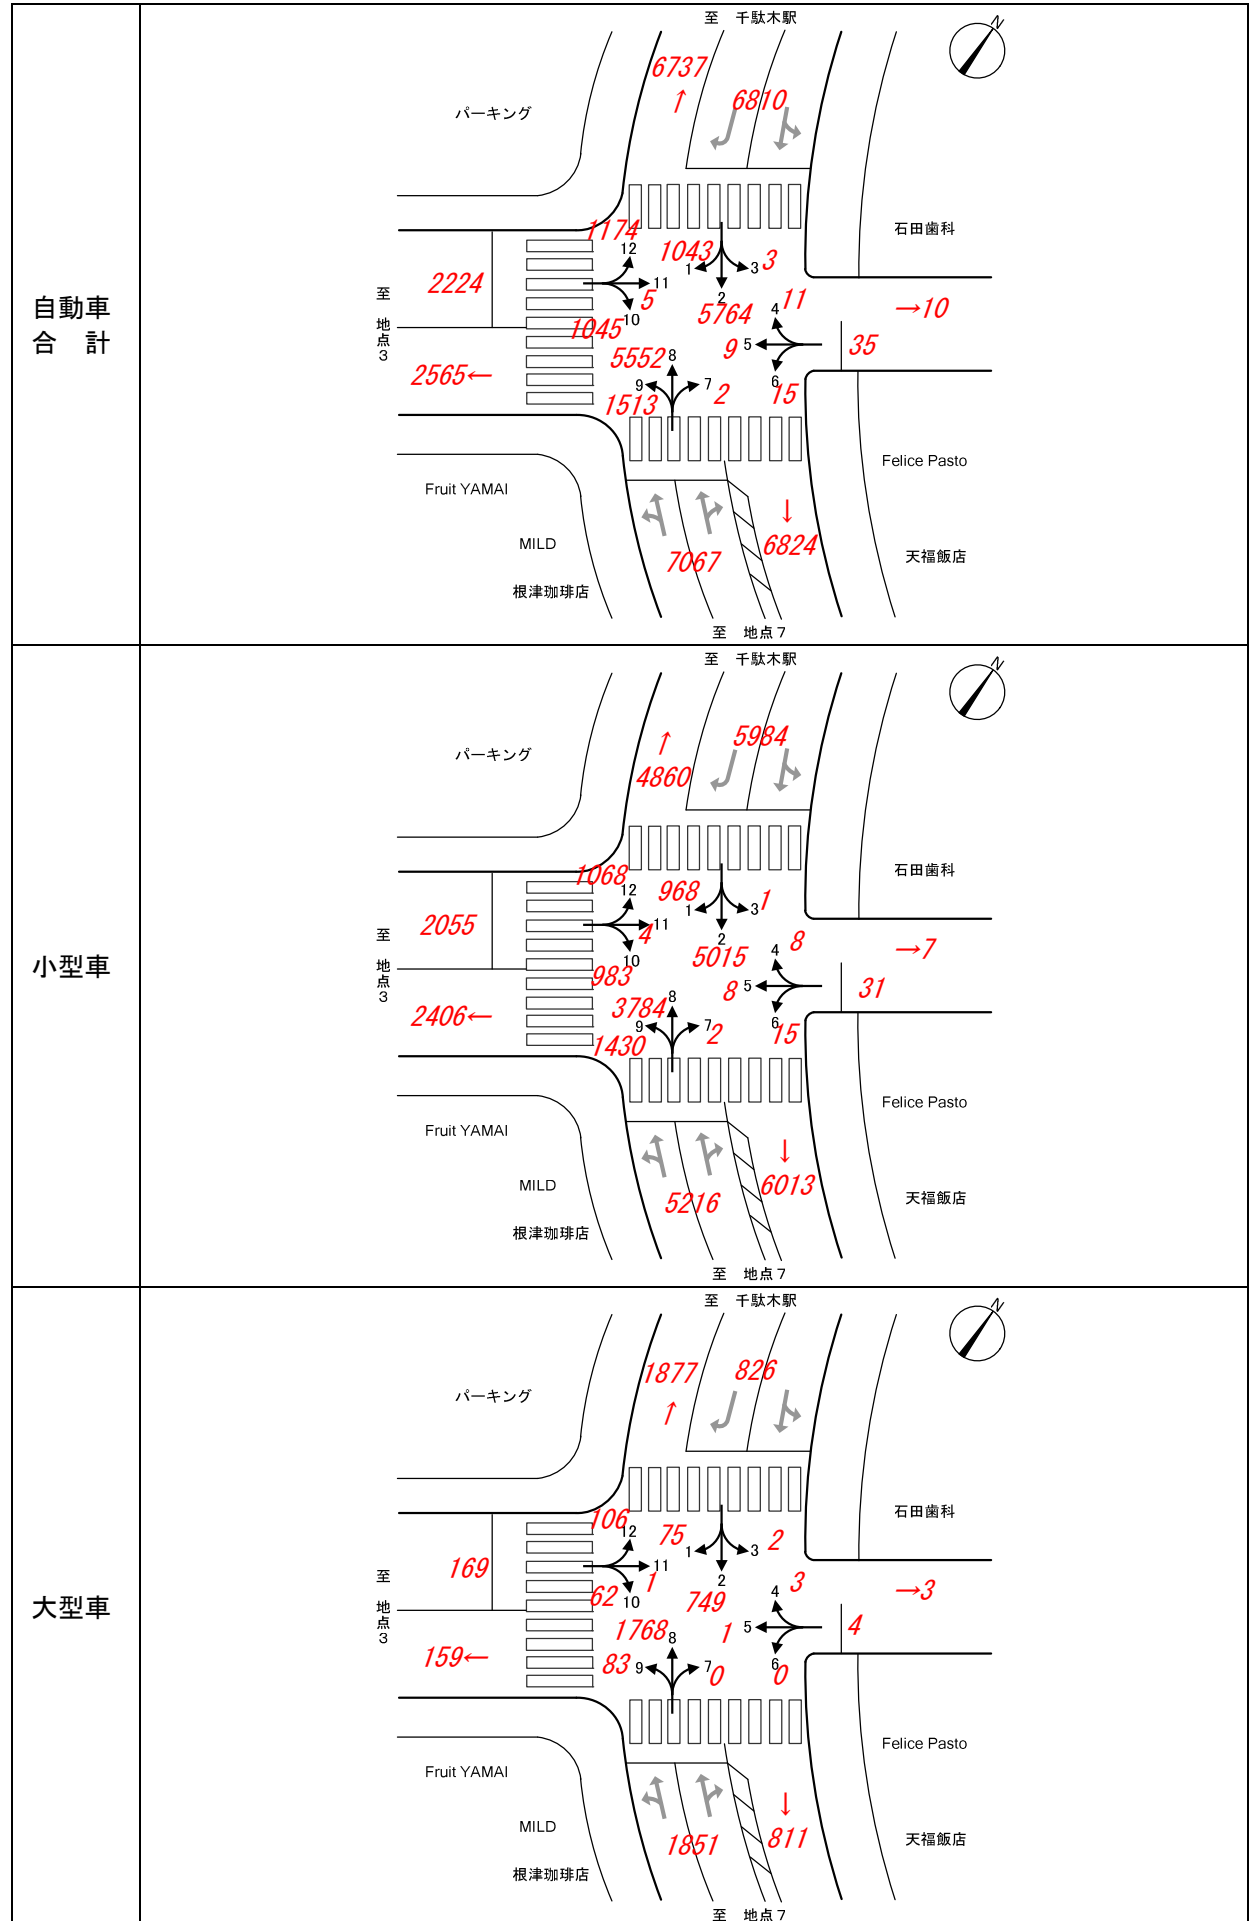 自動車
合 計
至 千駄木駅
N
6737
↑
6810
パーキング
石田歯科
1174
12
1043
1
3
3
2224
11
5
2
5764
4
11
→10
至 地点3
10
1045
5552
8
9
5
35
2565←
9
1513
7
2
6
15
Fruit YAMAI
Felice Pasto
↓
MILD
7067
6824
天福飯店
根津珈琲店
至 地点7
小型車
至 千駄木駅
N
↑
5984
4860
パーキング
石田歯科
1068
12
968
1
3
1
2055
11
4
2
5015
4
8
→7
至 地点3
10
983
3784
8
8
5
31
2406←
9
1430
7
2
6
15
Fruit YAMAI
Felice Pasto
↓
MILD
5216
6013
天福飯店
根津珈琲店
至 地点7
大型車
至 千駄木駅
N
1877
826
↑
パーキング
石田歯科
106
12
75
1
3
2
169
11
1
2
749
4
3
→3
至 地点3
62
10
1768
8
1
5
4
159←
83
9
7
0
6
0
Fruit YAMAI
Felice Pasto
↓
MILD
1851
811
天福飯店
根津珈琲店
至 地点7